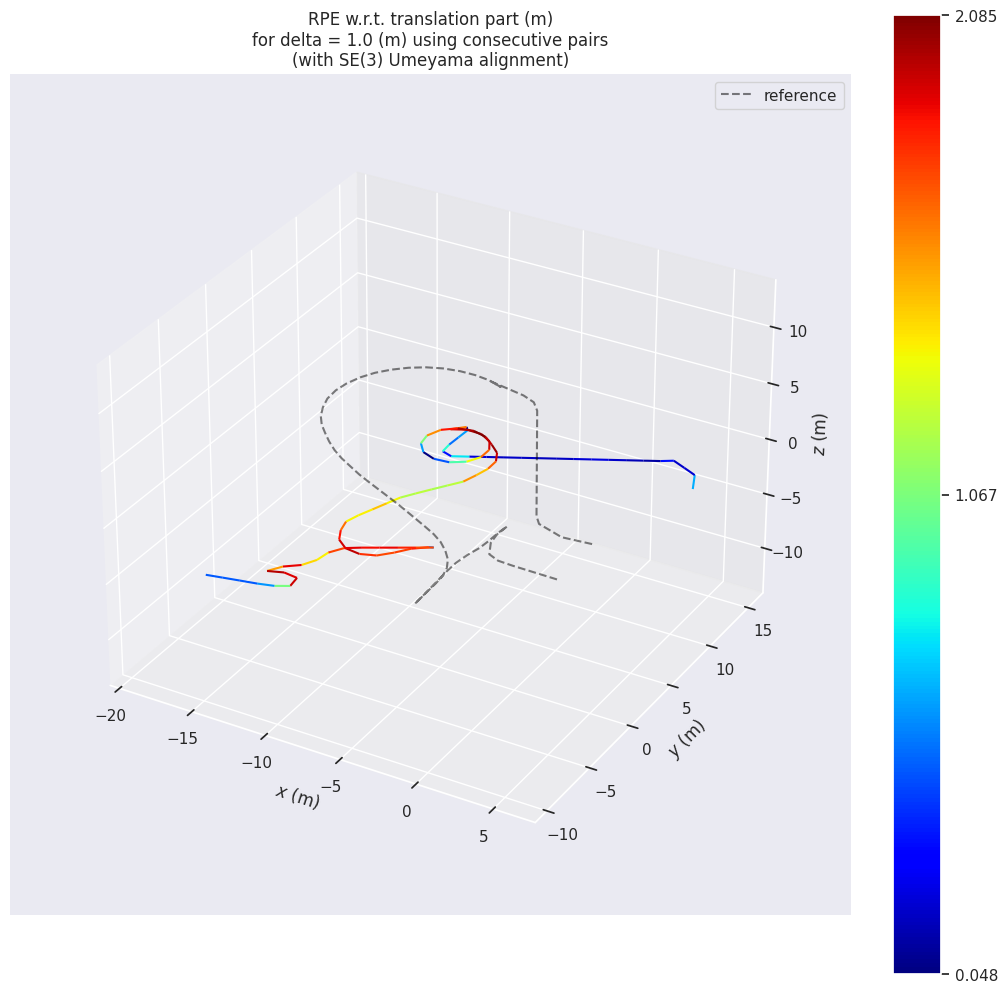 RPE w.r.t. translation part (m)
for delta = 1.0 (m) using consecutive pairs
(with SE(3) Umeyama alignment)
reference
2.085
1.067
0.048
10
5
0
−5
−10
z (m)
15
10
5
0
−5
−10
y (m)
−20
−15
−10
−5
0
5
x (m)